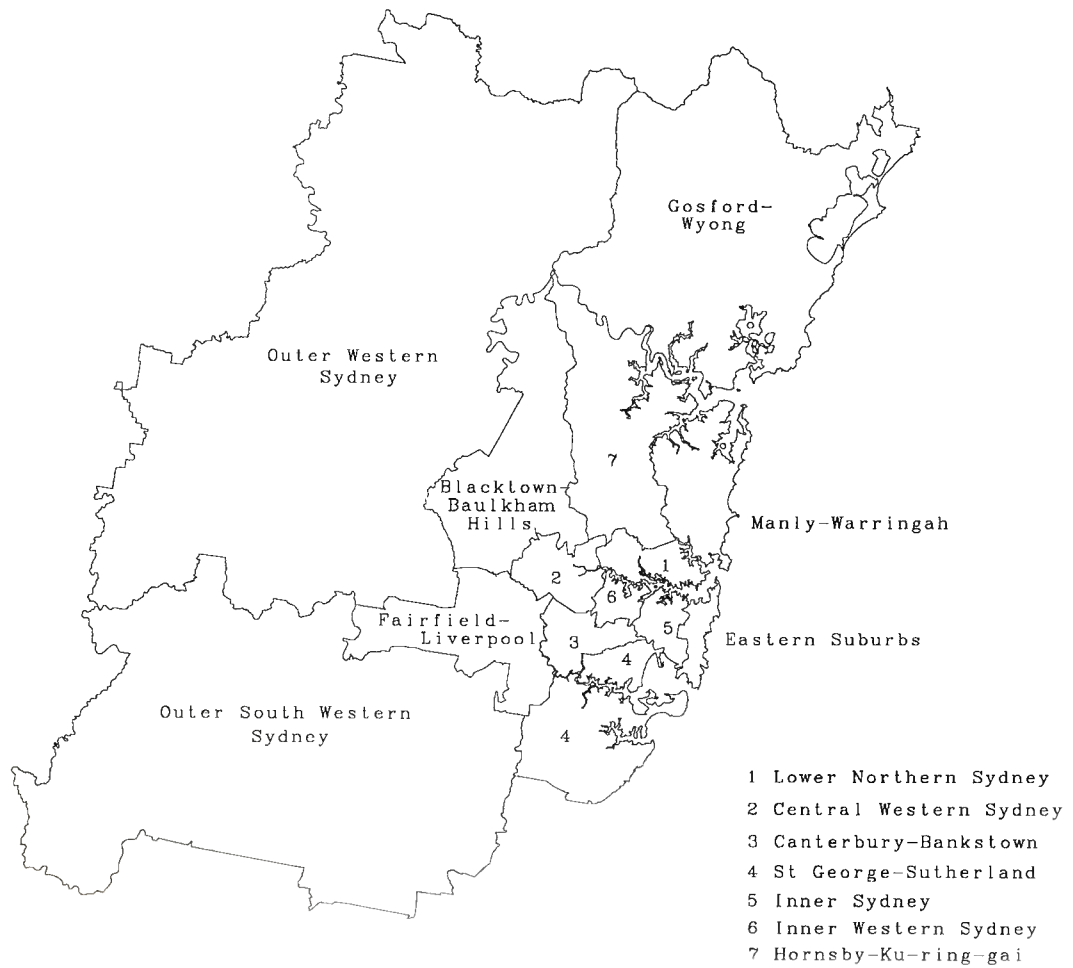 Gosford-
Wyong
Outer Western
Sydney
7
Blacktown-
Baulkham
Hills
Manly-Warringah
1
2
6
Fairfield-
Liverpool
5
3
Eastern Suburbs
4
Outer South Western
Sydney
4
1 Lower Northern Sydney
2 Central Western Sydney
3 Canterbury-Bankstown
4 St George-Sutherland
5 Inner Sydney
6 Inner Western Sydney
7 Hornsby-Ku-ring-gai